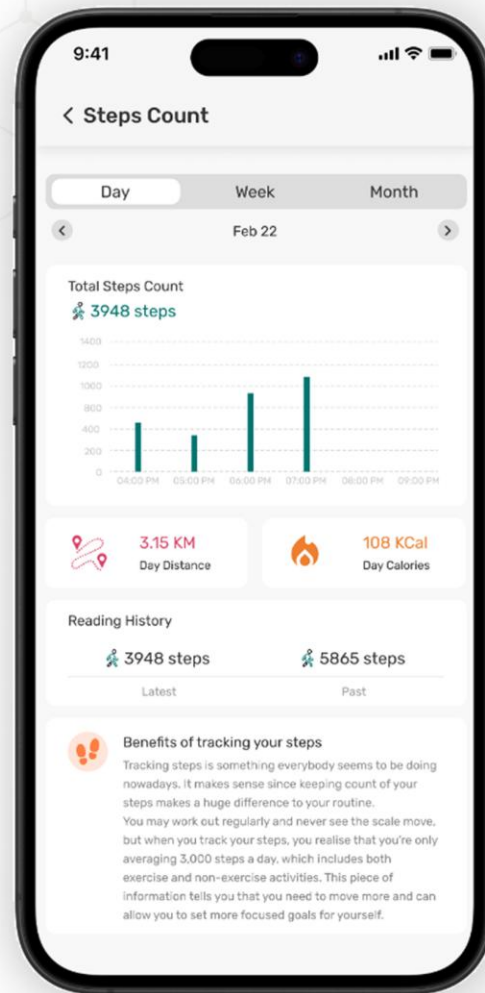 9:41
Steps Count
Day Week Month
Feb 22
Total Steps Count
3948 steps
1400
1200
1000
800
400
200
0
04:00 PM 05:00 PM 06:00 PM 07:00 PM 08:00 PM 09:00 PM
3.15 KM 108 KCal
Day Distance Day Calories
Reading History
3948 steps 5865 steps
Latest Past
Benefits of tracking your steps
Tracking steps is something everybody seems to be doing
nowadays. It makes sense since keeping count of your
steps makes a huge difference to your routine.
You may work out regularly and never see the scale move,
but when you track your steps, you realise that you're only
averaging 3,000 steps a day, which includes both
exercise and non-exercise activities. This piece of
information tells you that you need to move more and can
allow you to set more focused goals for yourself.